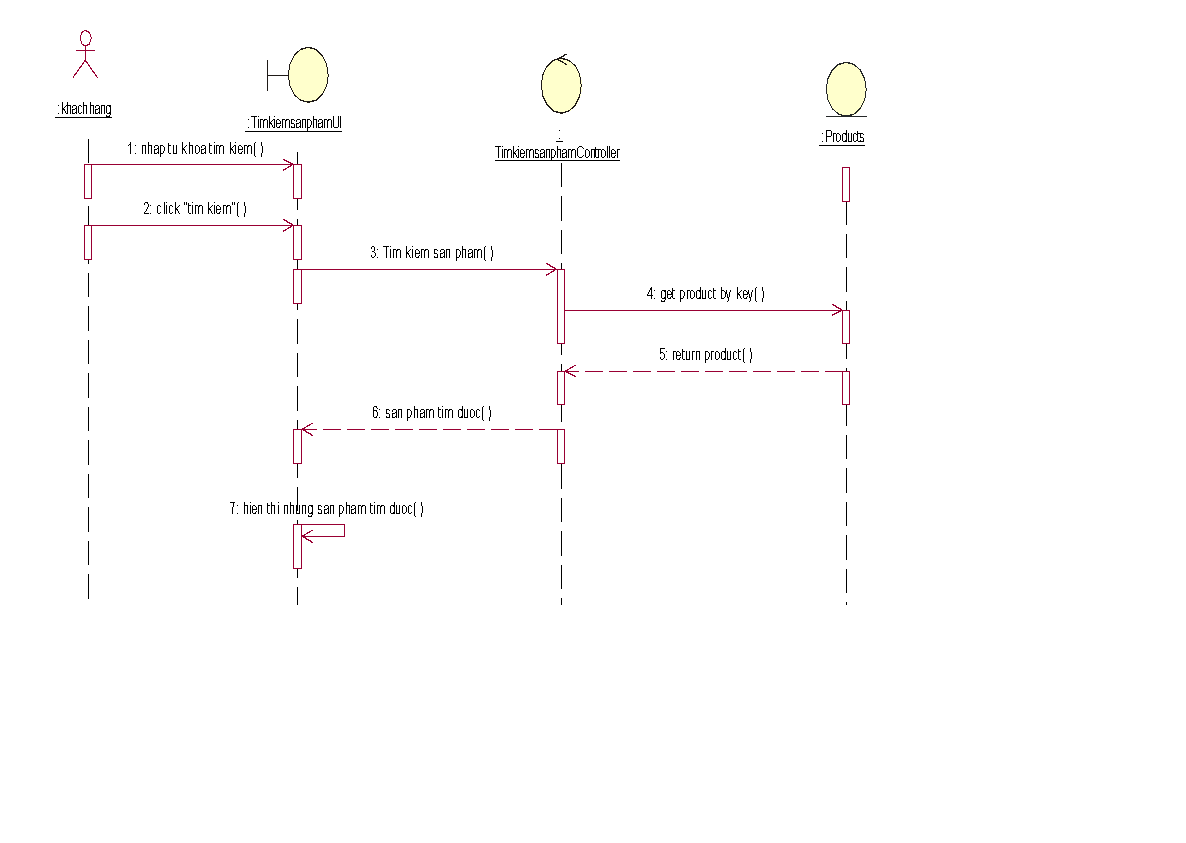 :khachhang
:TimkiemsanphamUI
:
TimkiemsanphamController
:Products
1: nhap tu khoa tim kiem( )
2: click "tim kiem"( )
3: Tim kiem san pham( )
4: get product by key( )
5: return product( )
6: san pham tim duoc( )
7: hien thi nhung san pham tim duoc( )